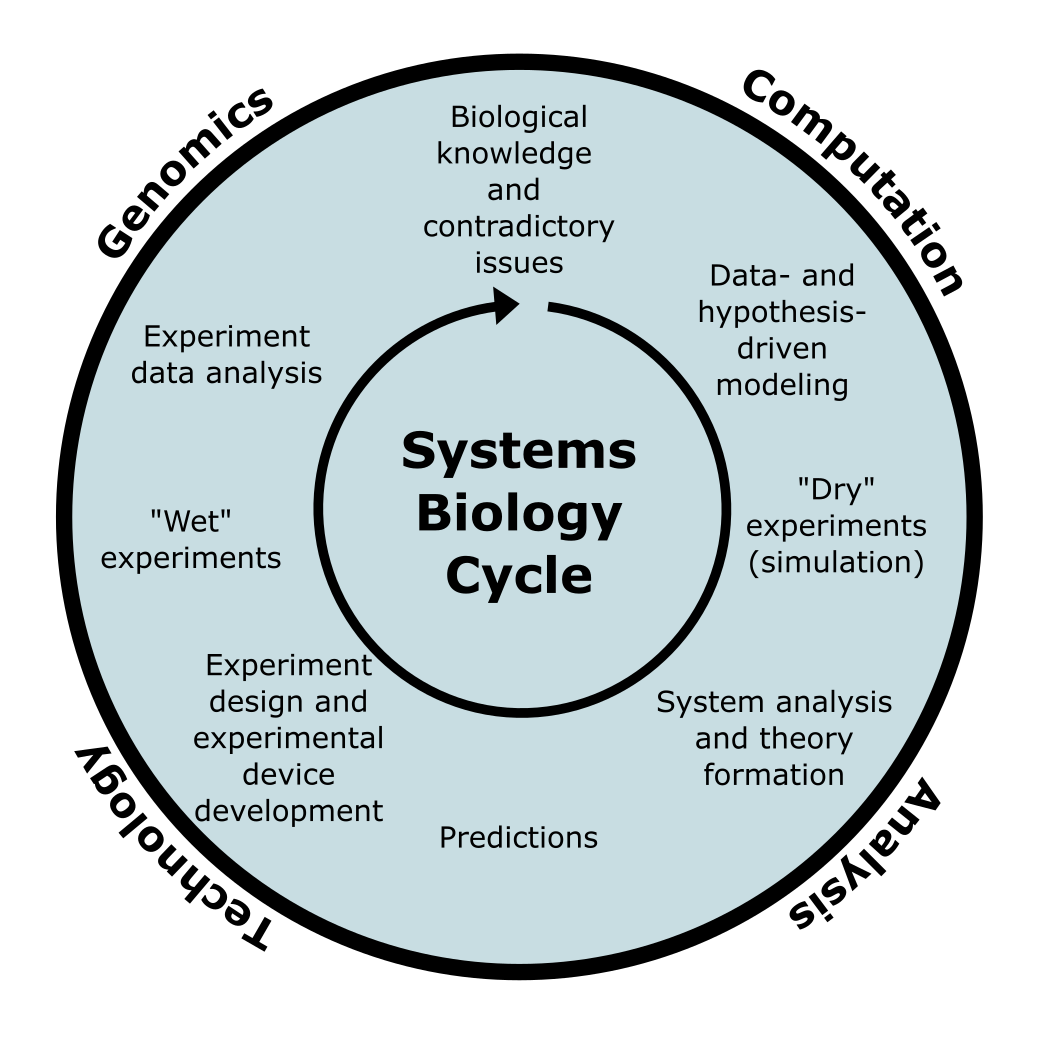 Genomics
Computation
Biological
knowledge
and
contradictory
issues
Data- and
hypothesis-
driven
modeling
Experiment
data analysis
Systems
Biology
Cycle
"Dry"
experiments
(simulation)
"Wet"
experiments
Experiment
design and
experimental
device
development
System analysis
and theory
formation
Predictions
Technology
Analysis